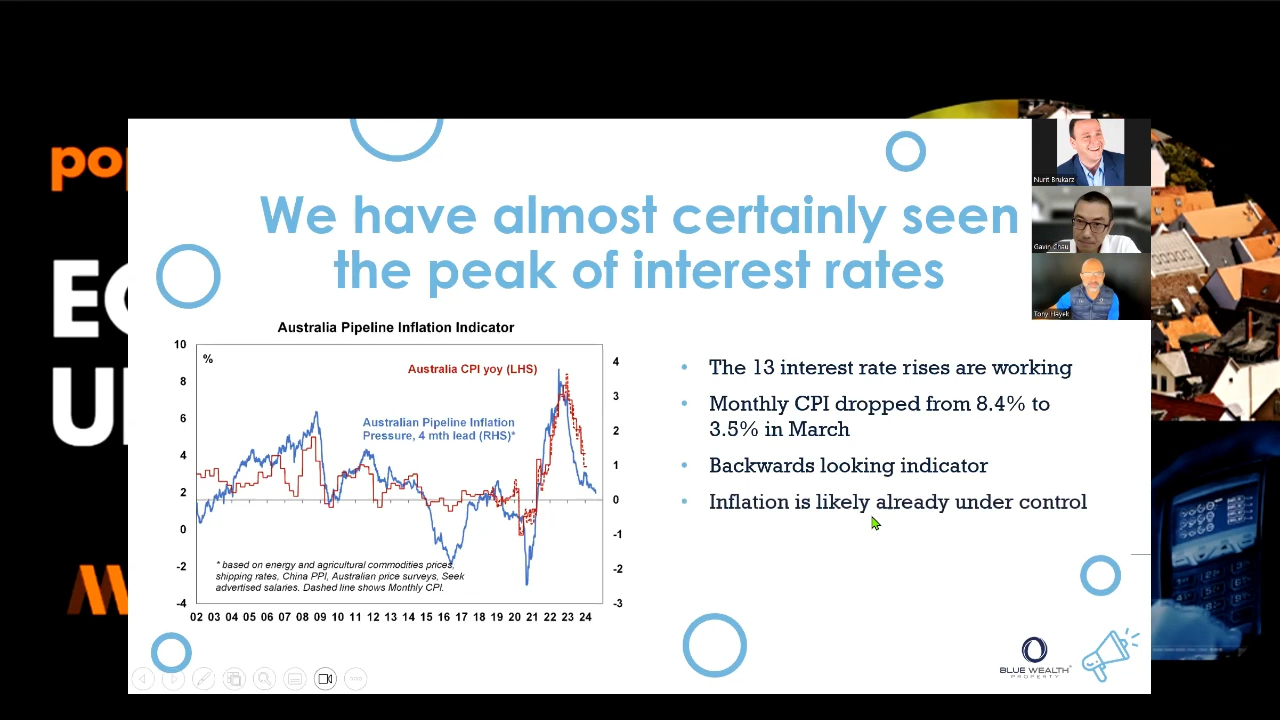 We have almost certainly seen
the peak of interest rates
Nurit Brukarz
Gavin Chau
Tony Hayek
Australia Pipeline Inflation Indicator
%
Australia CPI yoy (LHS)
Australian Pipeline Inflation
Pressure, 4 mth lead (RHS)*
10
8
6
4
2
0
-2
-4
4
3
2
1
0
-1
-2
-3
* based on energy and agricultural commodities prices,
shipping rates, China PPI, Australian price surveys, Seek
advertised salaries. Dashed line shows Monthly CPI.
02 03 04 05 06 07 08 09 10 11 12 13 14 15 16 17 18 19 20 21 22 23 24
• The 13 interest rate rises are working
• Monthly CPI dropped from 8.4% to
3.5% in March
• Backwards looking indicator
• Inflation is likely already under control
BLUE WEALTH
PROPERTY